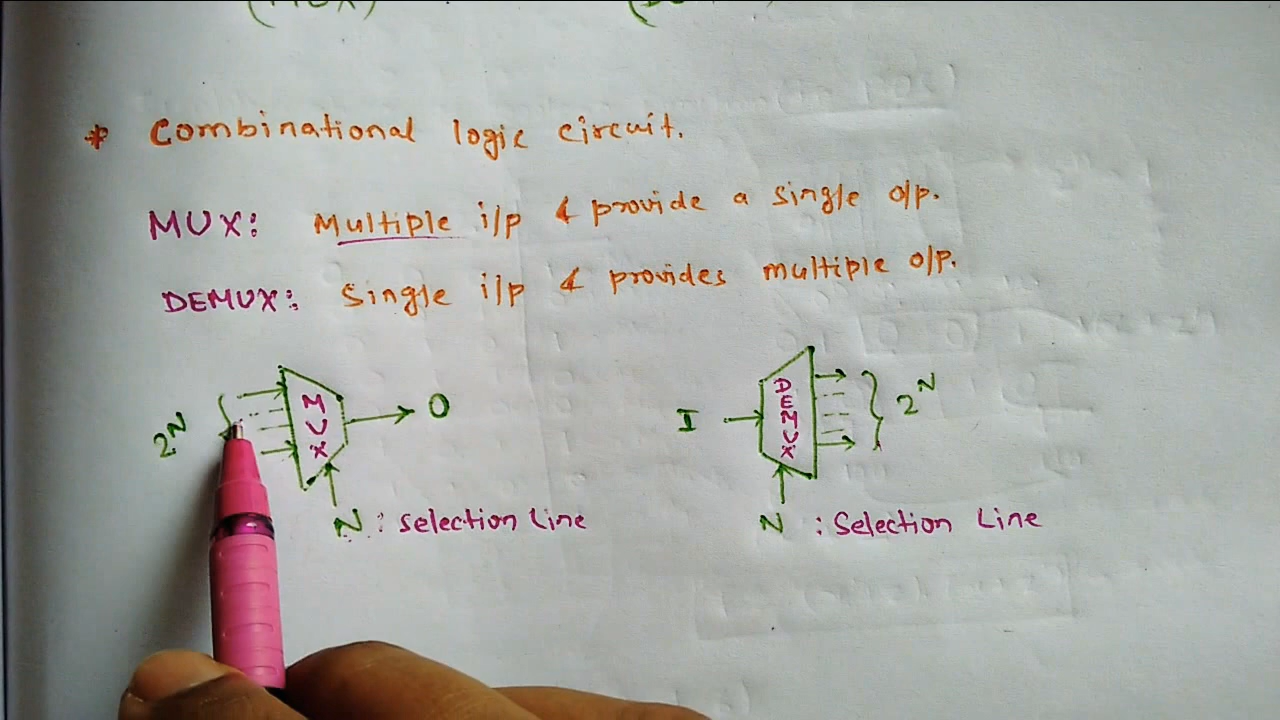 (MUX)
* Combinational logic circuit.
MUX: Multiple i/p & provide a single o/p.
DEMUX: Single i/p & provides multiple o/p.
2^N MUX O
I DEMUX 2^N
N : Selection Line
N : Selection Line